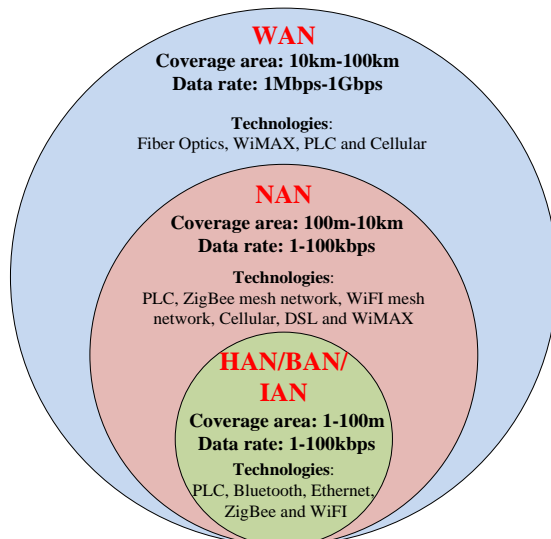 WAN
Coverage area: 10km-100km
Data rate: 1Mbps-1Gbps
Technologies:
Fiber Optics, WiMAX, PLC and Cellular
NAN
Coverage area: 100m-10km
Data rate: 1-100kbps
Technologies:
PLC, ZigBee mesh network, WiFI mesh
network, Cellular, DSL and WiMAX
HAN/BAN/
IAN
Coverage area: 1-100m
Data rate: 1-100kbps
Technologies:
PLC, Bluetooth, Ethernet,
ZigBee and WiFI